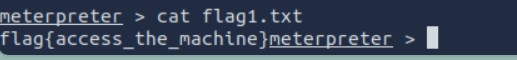 meterpreter > cat flag1.txt
flag{access_the_machine}meterpreter >